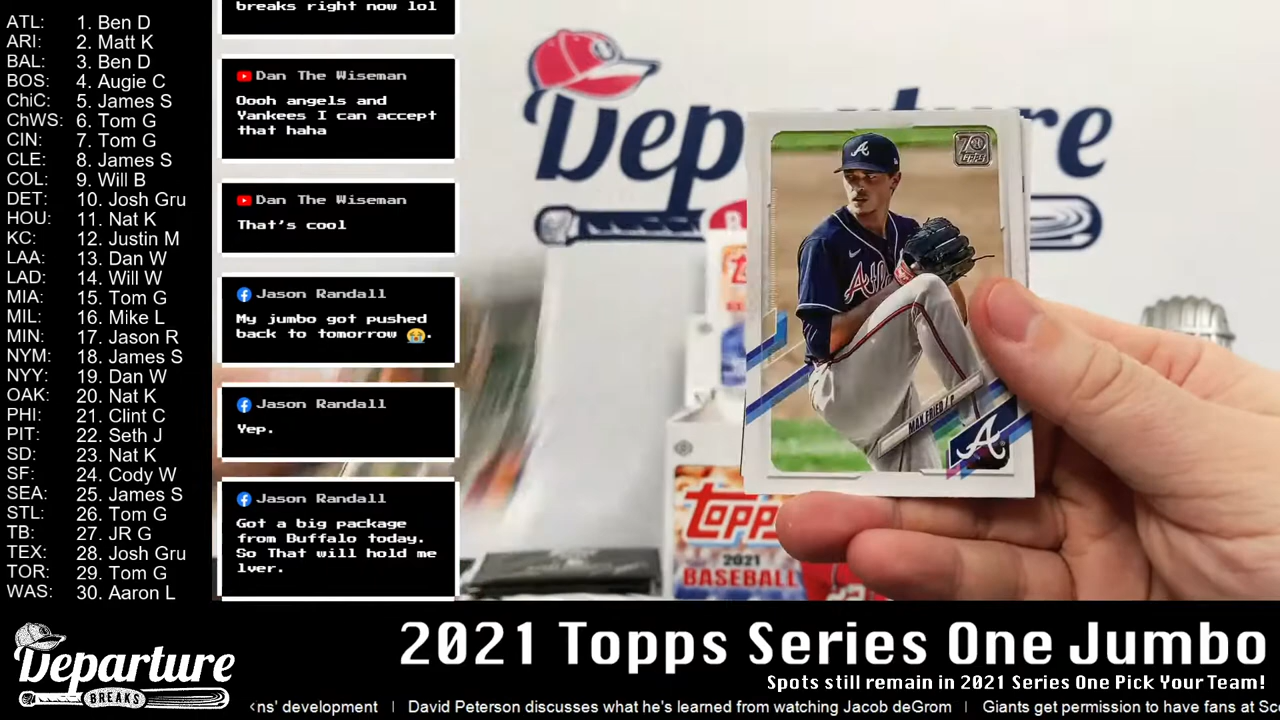 ATL: 1. Ben D
ARI: 2. Matt K
BAL: 3. Ben D
BOS: 4. Augie C
ChiC: 5. James S
ChWS: 6. Tom G
CIN: 7. Tom G
CLE: 8. James S
COL: 9. Will B
DET: 10. Josh Gru
HOU: 11. Nat K
KC: 12. Justin M
LAA: 13. Dan W
LAD: 14. Will W
MIA: 15. Tom G
MIL: 16. Mike L
MIN: 17. Jason R
NYM: 18. James S
NYY: 19. Dan W
OAK: 20. Nat K
PHI: 21. Clint C
PIT: 22. Seth J
SD: 23. Nat K
SF: 24. Cody W
SEA: 25. James S
STL: 26. Tom G
TB: 27. JR G
TEX: 28. Josh Gru
TOR: 29. Tom G
WAS: 30. Aaron L
breaks right now lol
Dan The Wiseman
Oooh angels and
Yankees I can accept
that haha
Dan The Wiseman
That's cool
Jason Randall
My jumbo got pushed
back to tomorrow 😭.
Jason Randall
Yep.
Jason Randall
Got a big package
from Buffalo today.
So That will hold me
lver.
Dep re
70
TOPPS
A
Atl
MAX FRIED / P
A
Topps
2021
BASEBALL
Departure
BREAKS
2021 Topps Series One Jumbo
Spots still remain in 2021 Series One Pick Your Team!
ns' development | David Peterson discusses what he's learned from watching Jacob deGrom | Giants get permission to have fans at Sc